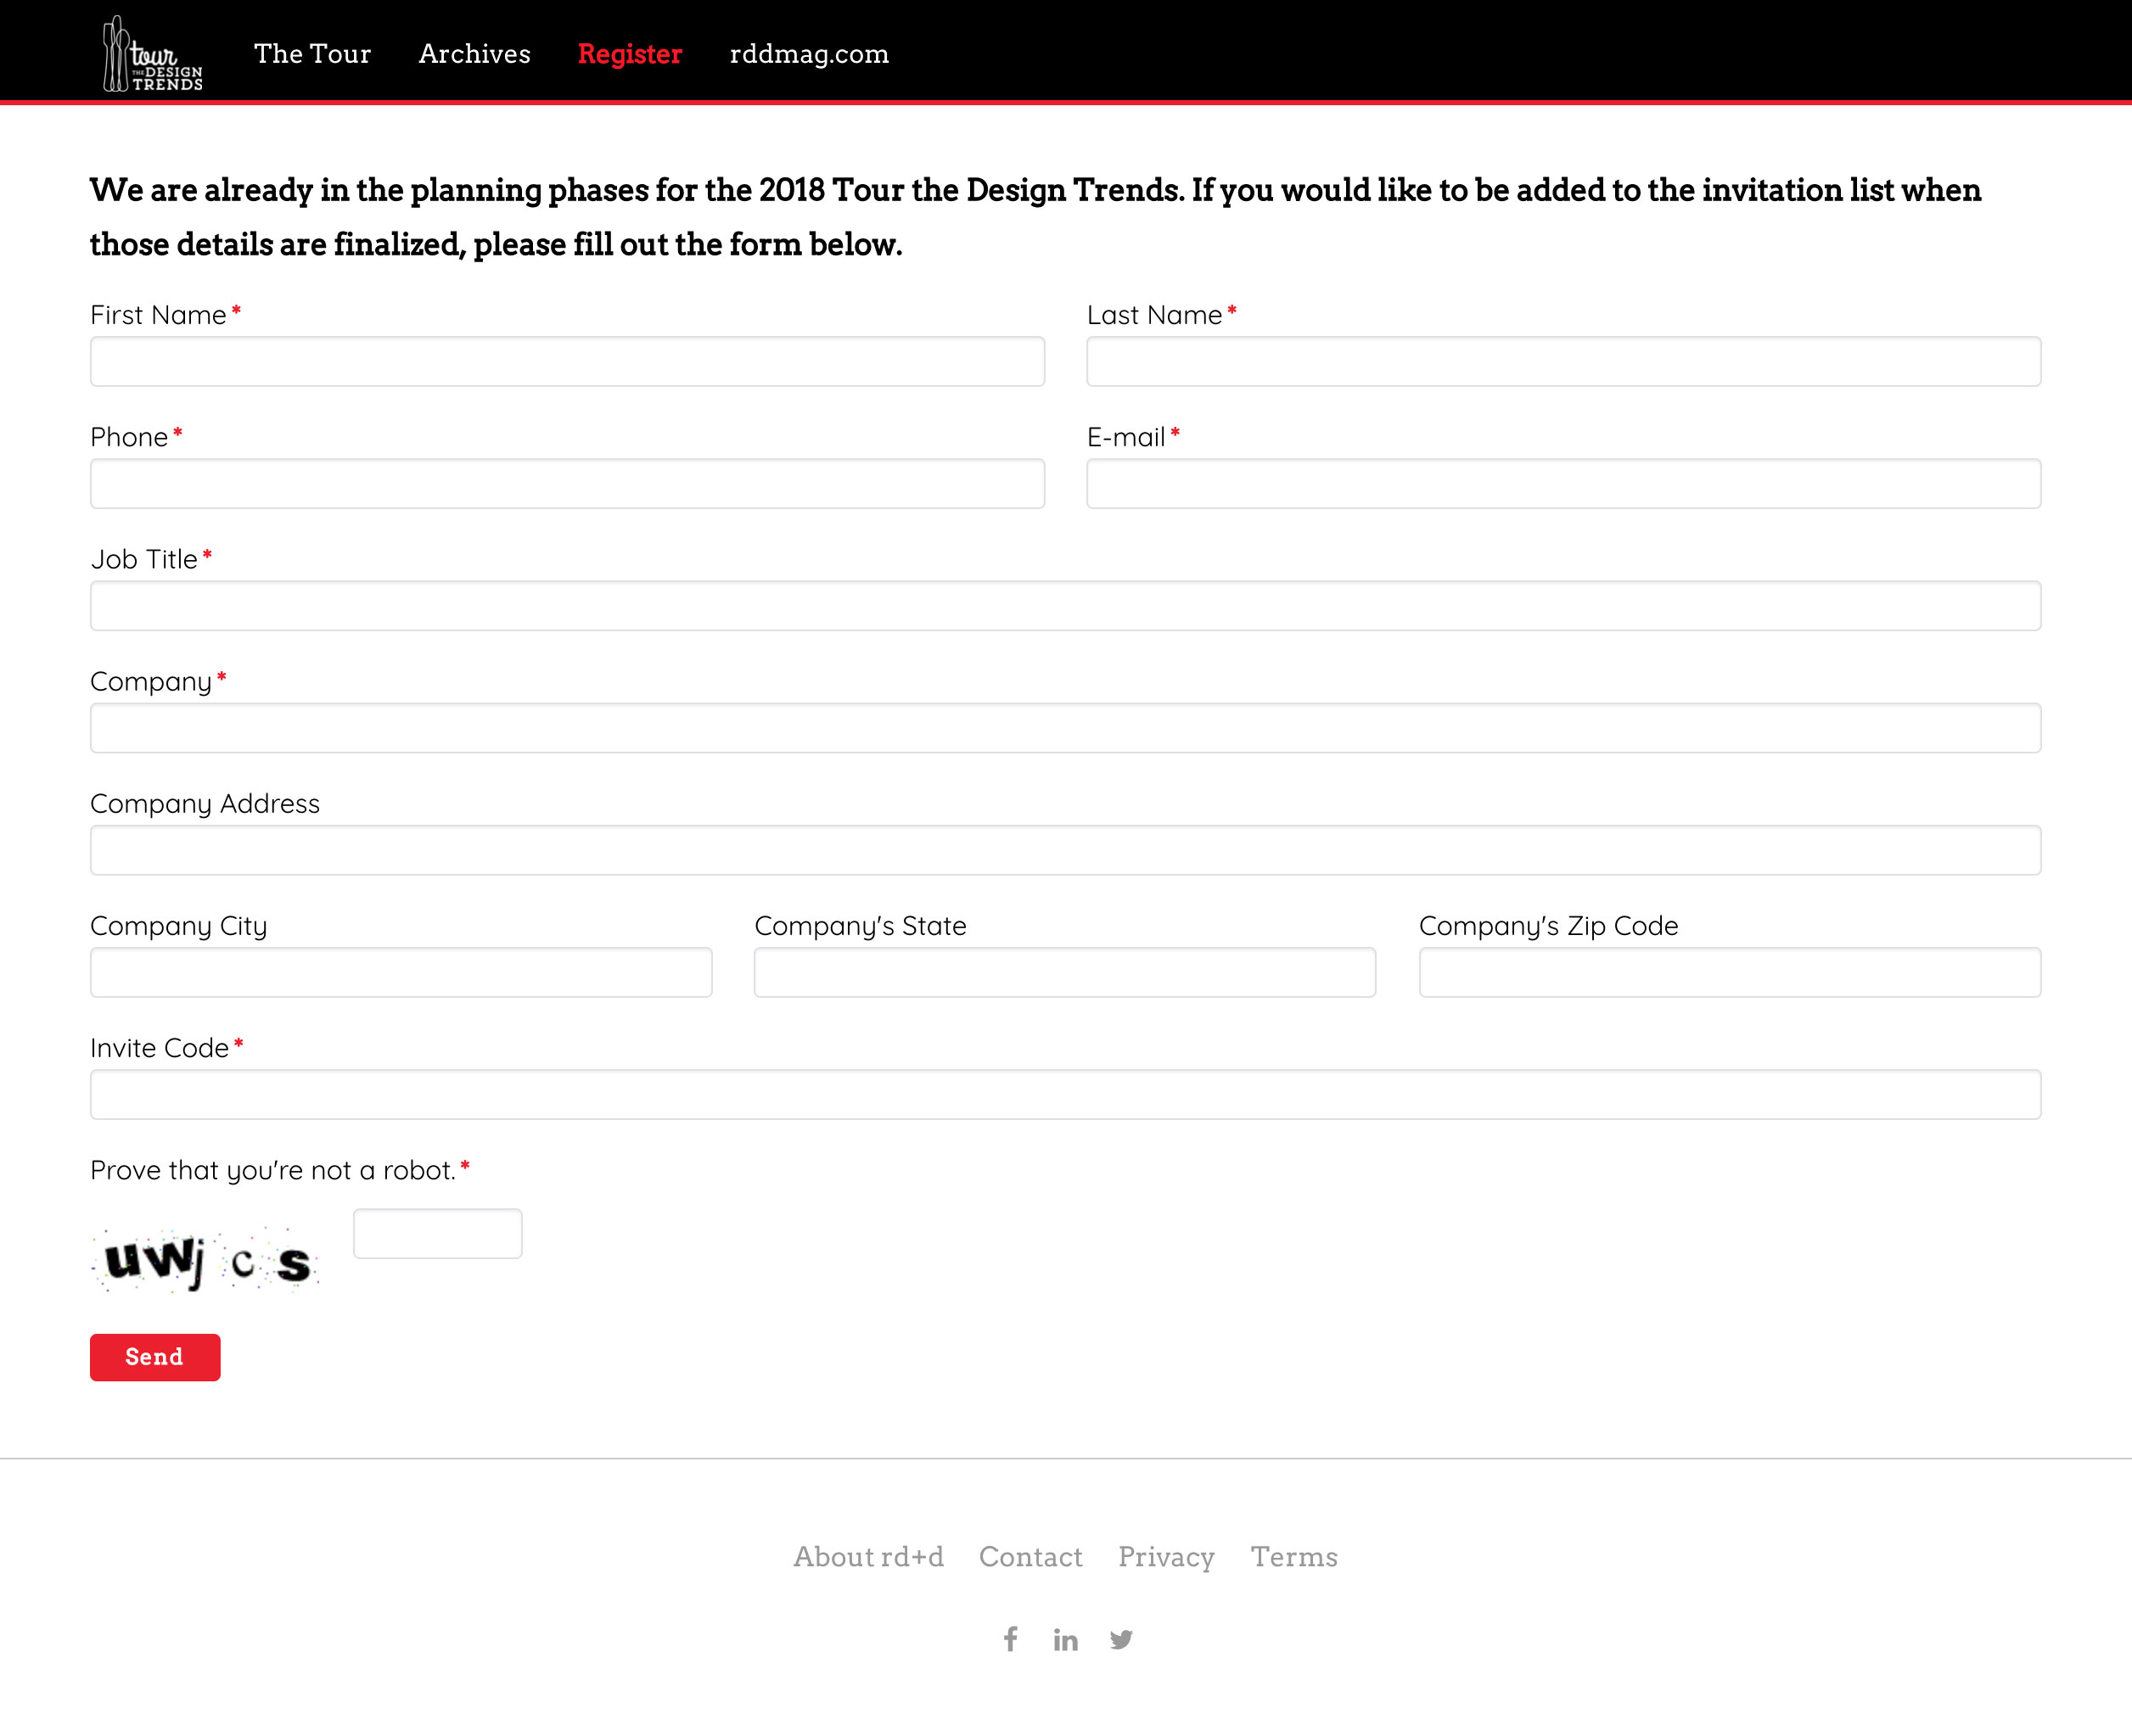 tour
THE DESIGN
TRENDS
The Tour Archives Register rddmag.com
We are already in the planning phases for the 2018 Tour the Design Trends. If you would like to be added to the invitation list when
those details are finalized, please fill out the form below.
First Name* Last Name*
Phone* E-mail*
Job Title*
Company*
Company Address
Company City Company's State Company's Zip Code
Invite Code*
Prove that you're not a robot.*
uwjcs
Send
About rd+d Contact Privacy Terms